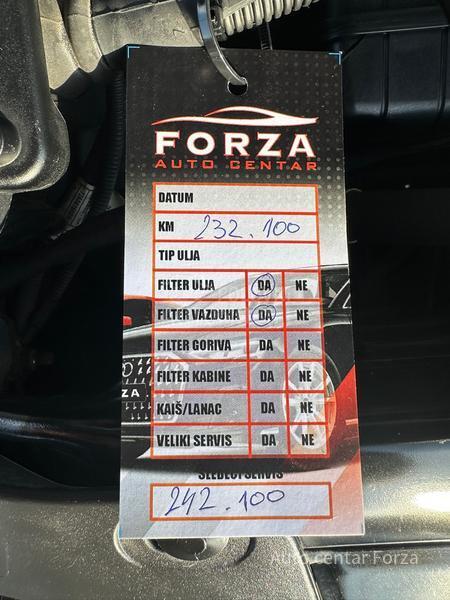 FORZA
AUTO CENTAR
DATUM
KM 232.100
TIP ULJA
FILTER ULJA DA NE
FILTER VAZDUHA DA NE
FILTER GORIVA DA NE
FILTER KABINE DA NE
KAIŠ/LANAC DA NE
VELIKI SERVIS DA NE
SLEDEĆI SERVIS
242.100
Auto centar Forza